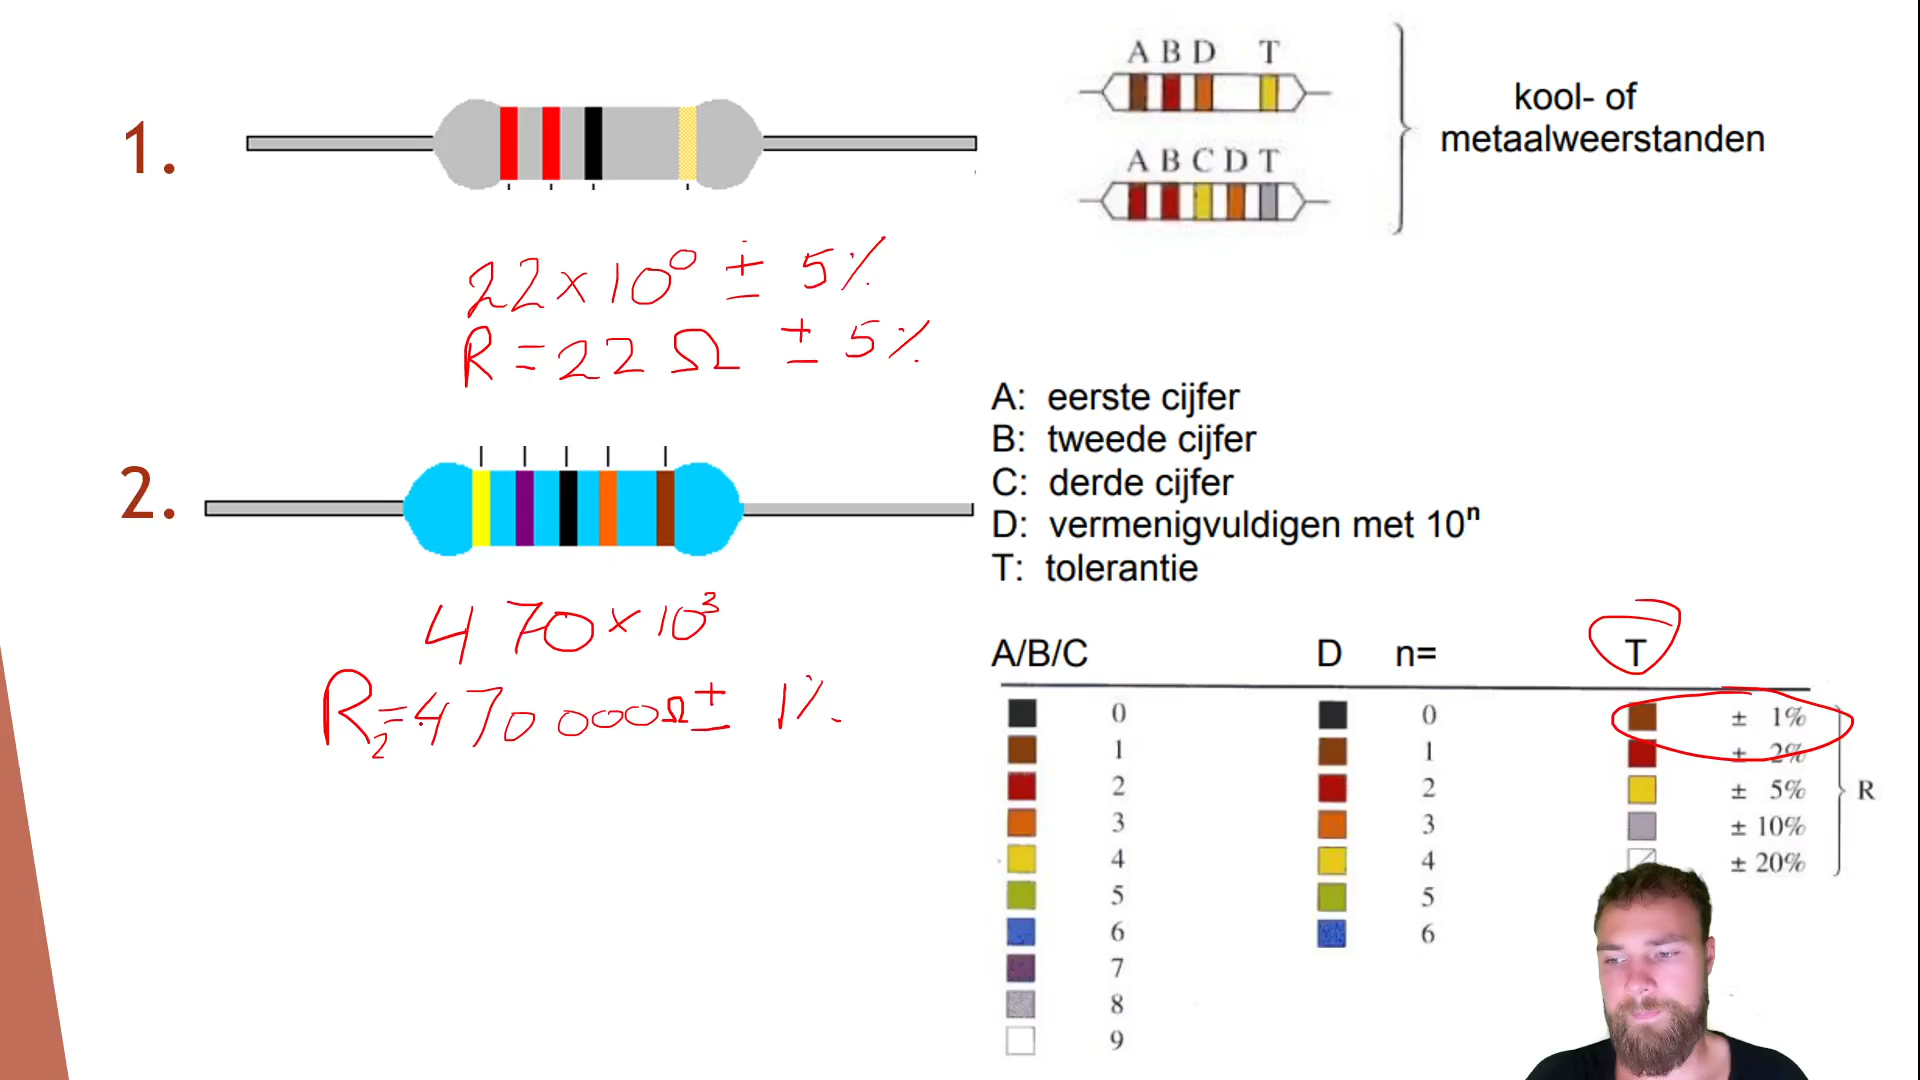 1.
22 × 10⁰ ± 5%
R = 22 Ω ± 5%
2.
470 × 10³
R₂ = 470 000 Ω ± 1%
A B D T
A B C D T
kool- of
metaalweerstanden
A: eerste cijfer
B: tweede cijfer
C: derde cijfer
D: vermenigvuldigen met 10ⁿ
T: tolerantie
A/B/C D n= T
0 0 ± 1%
1 1 ± 2%
2 2 ± 5% R
3 3 ± 10%
4 4 ± 20%
5 5
6 6
7
8
9